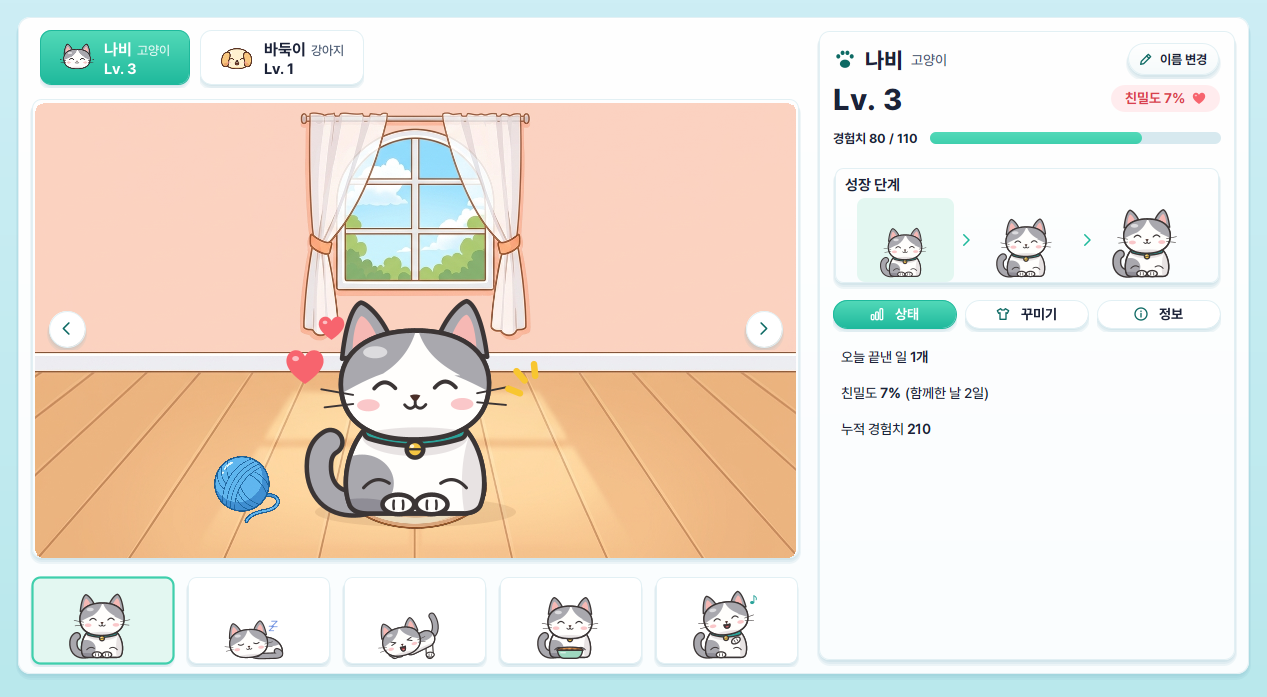 나비 고양이
Lv. 3
바둑이 강아지
Lv. 1
나비 고양이
이름 변경
Lv. 3
친밀도 7%
경험치 80 / 110
성장 단계
상태
꾸미기
정보
오늘 끝낸 일 1개
친밀도 7% (함께한 날 2일)
누적 경험치 210
Z